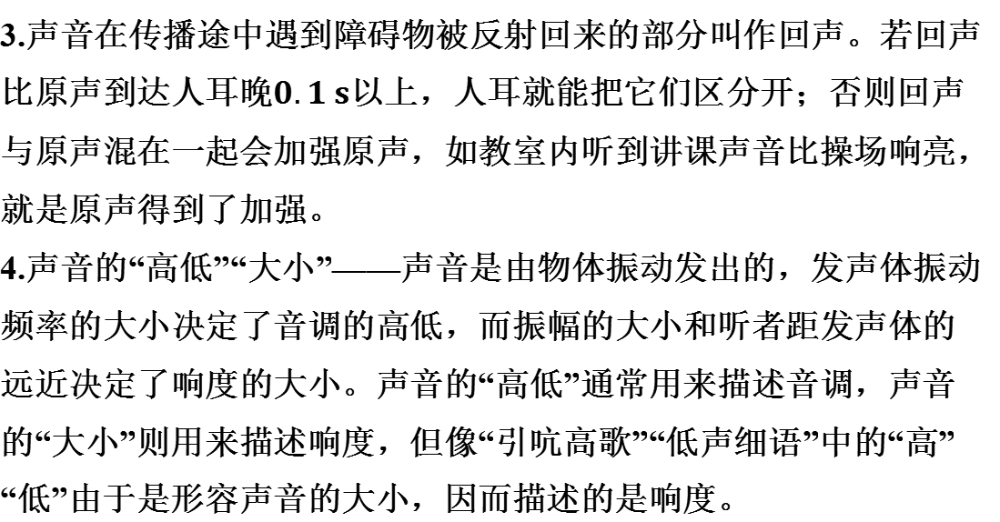 3.声音在传播途中遇到障碍物被反射回来的部分叫作回声。若回声
比原声到达人耳晚0.1 s以上，人耳就能把它们区分开；否则回声
与原声混在一起会加强原声，如教室内听到讲课声音比操场响亮，
就是原声得到了加强。
4.声音的“高低”“大小”——声音是由物体振动发出的，发声体振动
频率的大小决定了音调的高低，而振幅的大小和听者距发声体的
远近决定了响度的大小。声音的“高低”通常用来描述音调，声音
的“大小”则用来描述响度，但像“引吭高歌”“低声细语”中的“高”
“低”由于是形容声音的大小，因而描述的是响度。